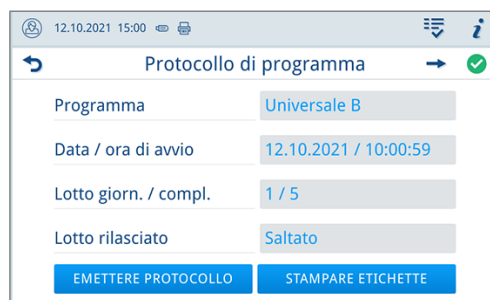 12.10.2021 15:00
Protocollo di programma
Programma Universale B
Data / ora di avvio 12.10.2021 / 10:00:59
Lotto giorn. / compl. 1 / 5
Lotto rilasciato Saltato
EMETTERE PROTOCOLLO STAMPARE ETICHETTE